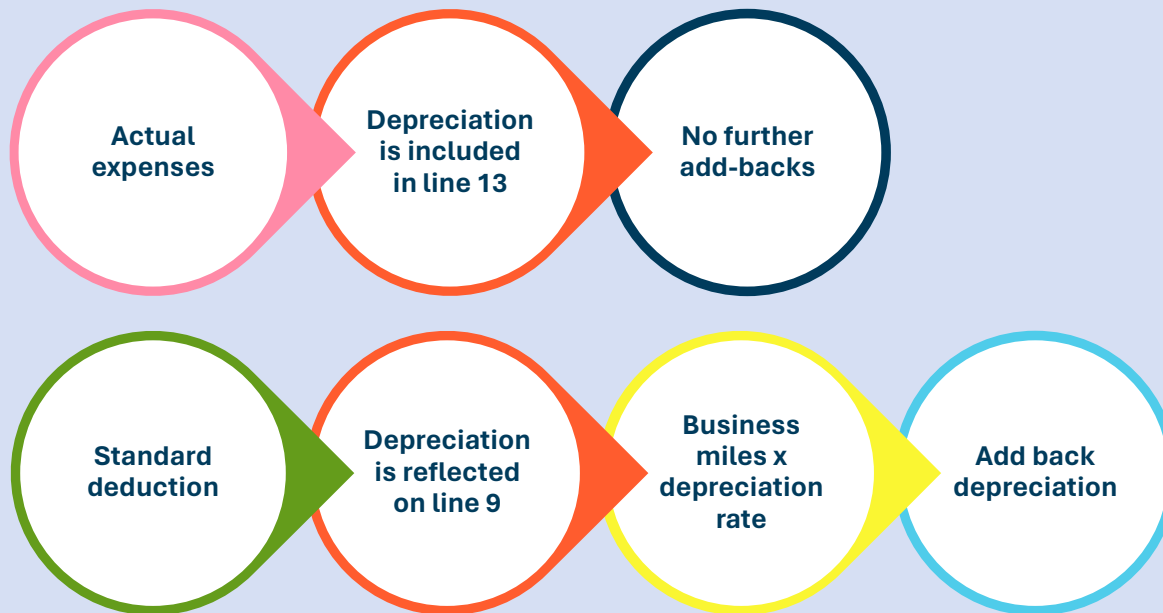 Actual
expenses
Depreciation
is included
in line 13
No further
add-backs
Standard
deduction
Depreciation
is reflected
on line 9
Business
miles x
depreciation
rate
Add back
depreciation